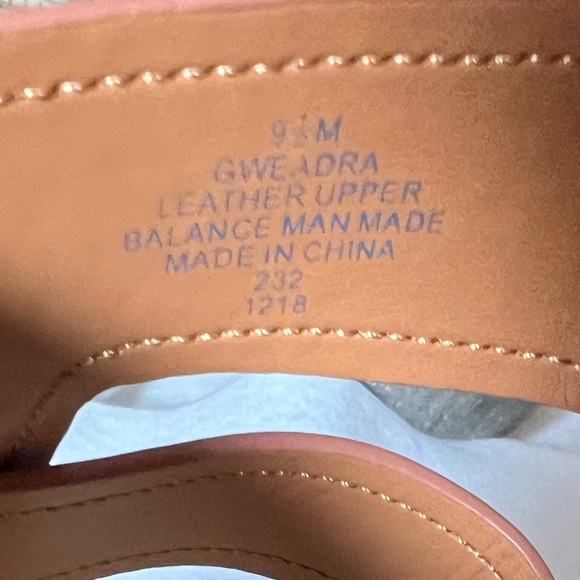 9½M
GWEADRA
LEATHER UPPER
BALANCE MAN MADE
MADE IN CHINA
232
1218